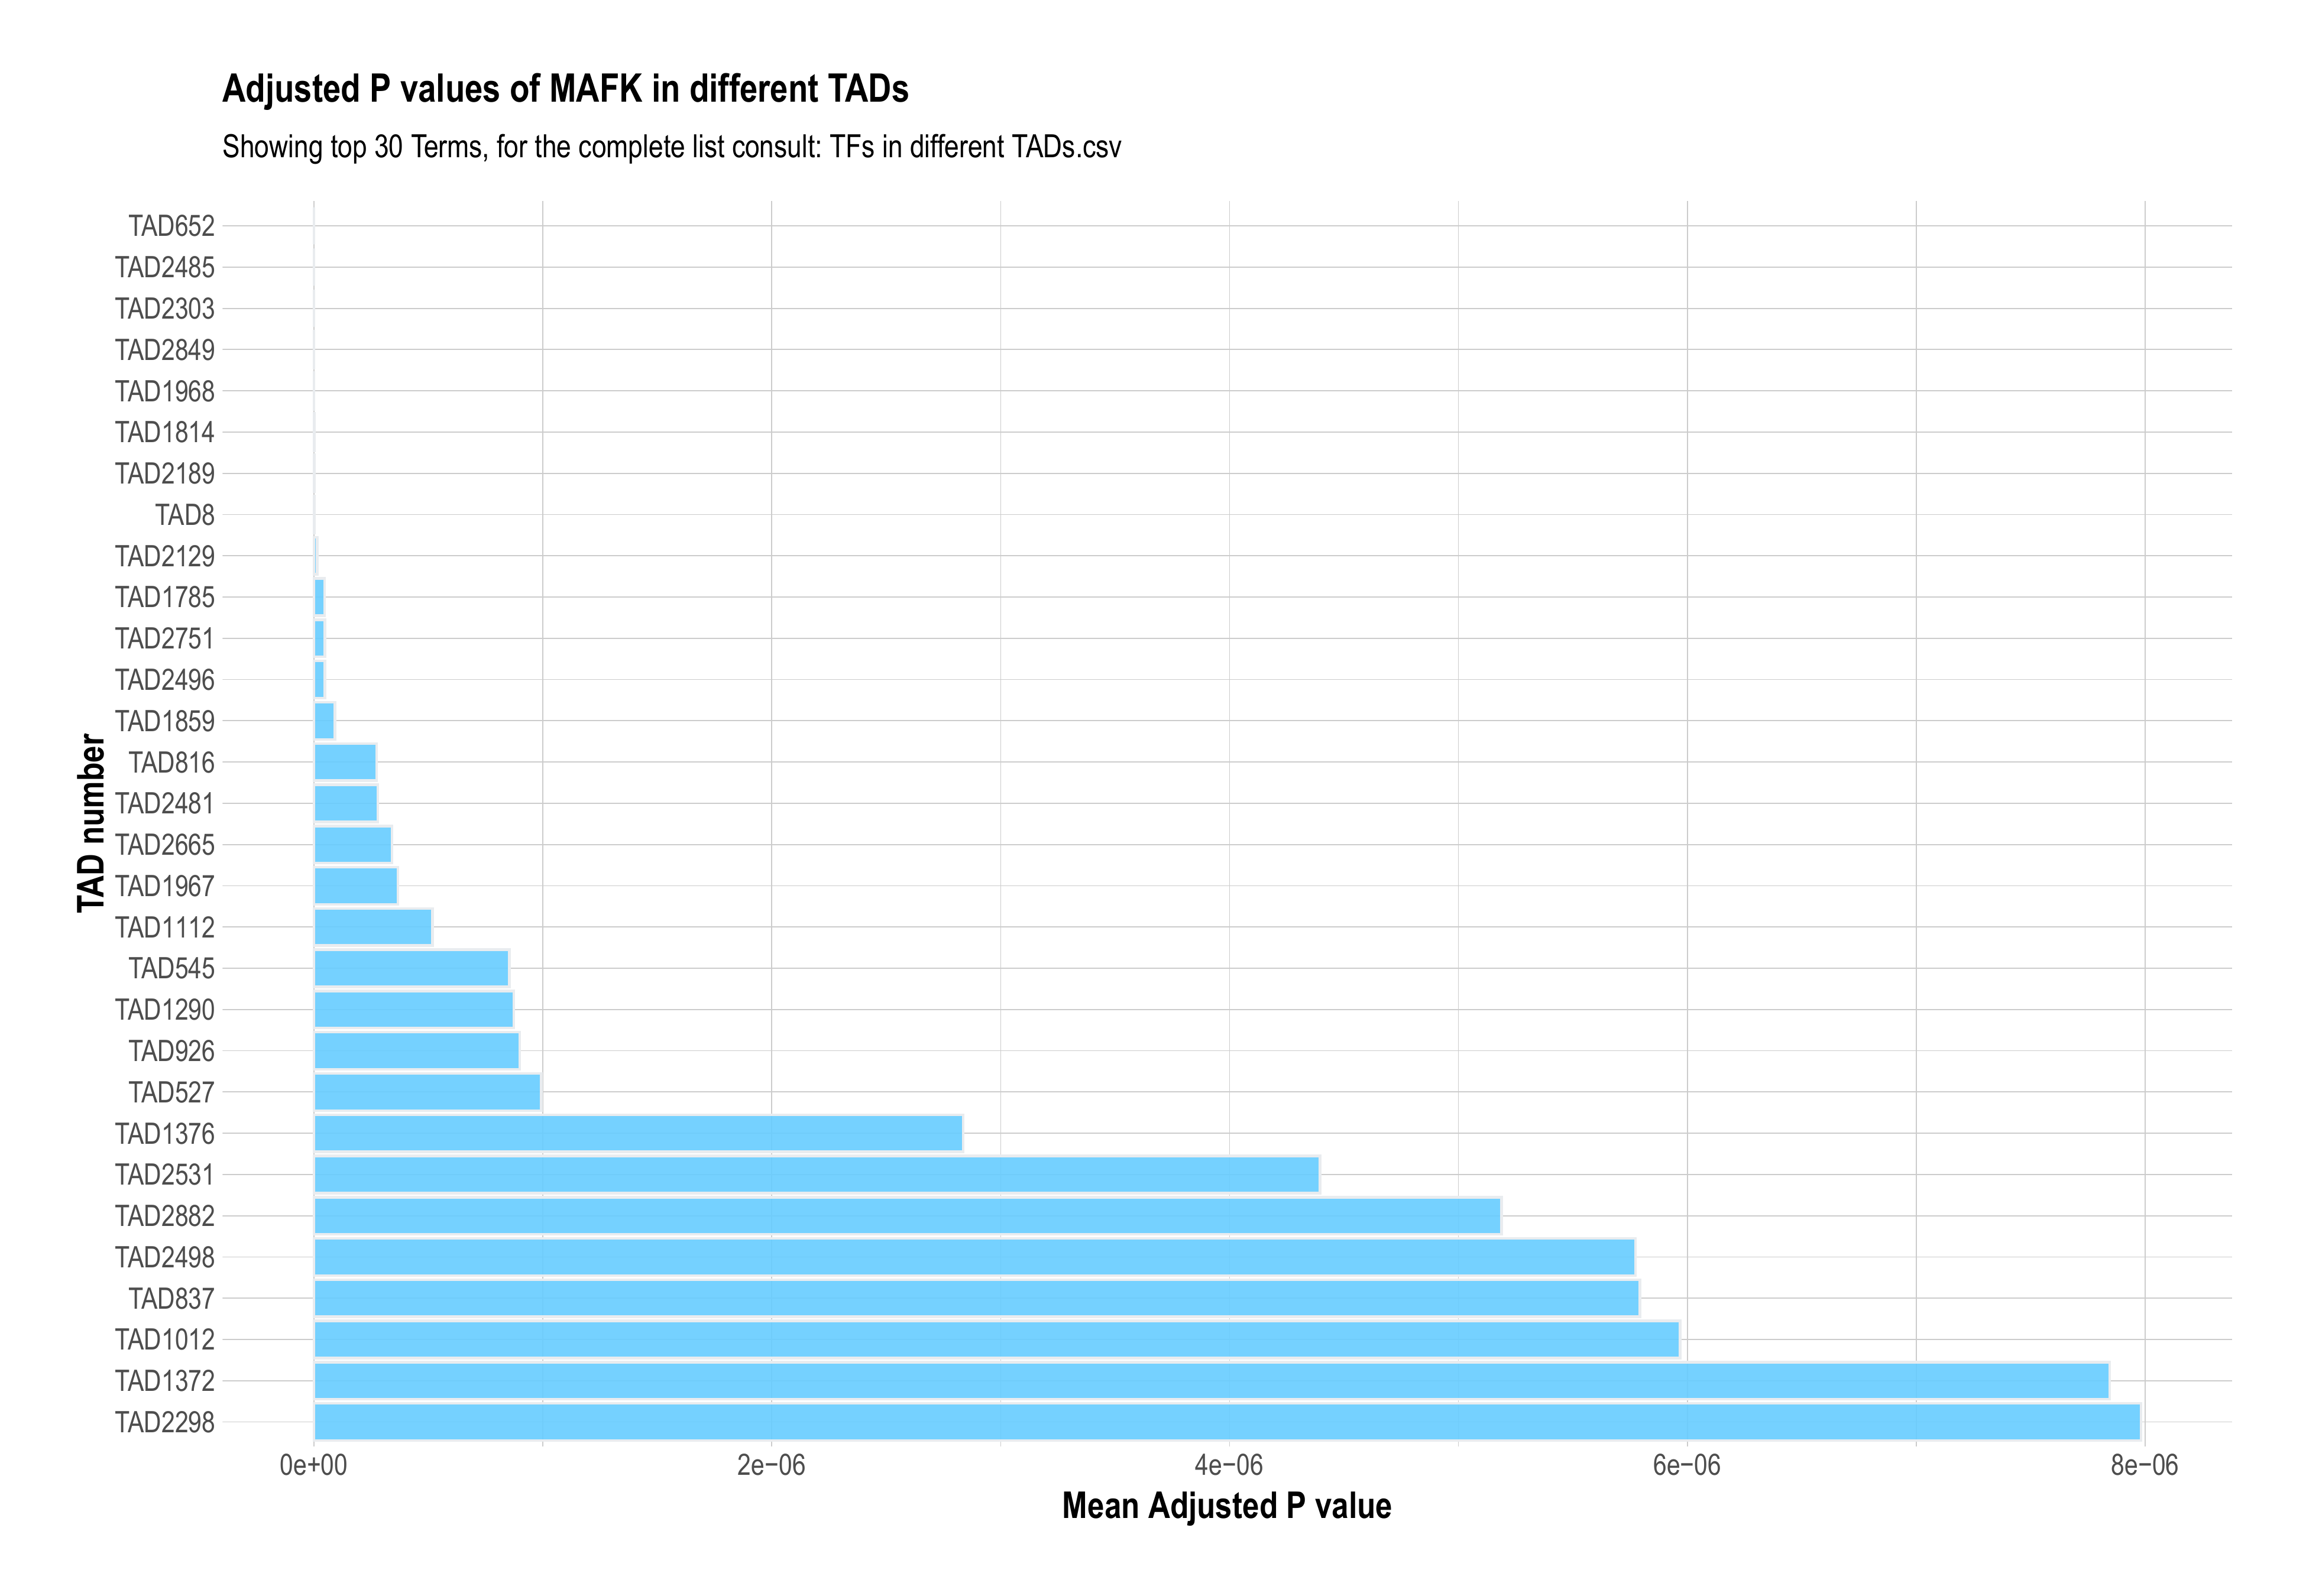 Adjusted P values of MAFK in different TADs
Showing top 30 Terms, for the complete list consult: TFs in different TADs.csv
TAD number
TAD652
TAD2485
TAD2303
TAD2849
TAD1968
TAD1814
TAD2189
TAD8
TAD2129
TAD1785
TAD2751
TAD2496
TAD1859
TAD816
TAD2481
TAD2665
TAD1967
TAD1112
TAD545
TAD1290
TAD926
TAD527
TAD1376
TAD2531
TAD2882
TAD2498
TAD837
TAD1012
TAD1372
TAD2298
0e+00 2e−06 4e−06 6e−06 8e−06
Mean Adjusted P value